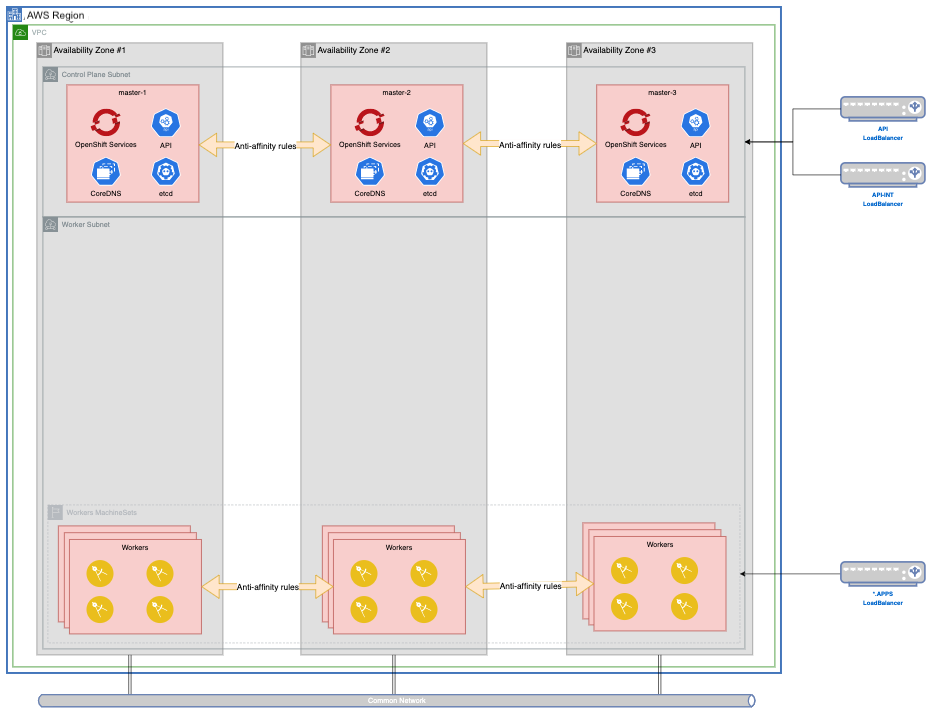 AWS Region
VPC
Availability Zone #1
Availability Zone #2
Availability Zone #3
Control Plane Subnet
master-1
master-2
master-3
OpenShift Services
API
OpenShift Services
API
OpenShift Services
API
Anti-affinity rules
Anti-affinity rules
CoreDNS
etcd
CoreDNS
etcd
CoreDNS
etcd
API
LoadBalancer
API-INT
LoadBalancer
Worker Subnet
Workers MachineSets
Workers
Workers
Workers
Anti-affinity rules
Anti-affinity rules
*.APPS
LoadBalancer
Common Network